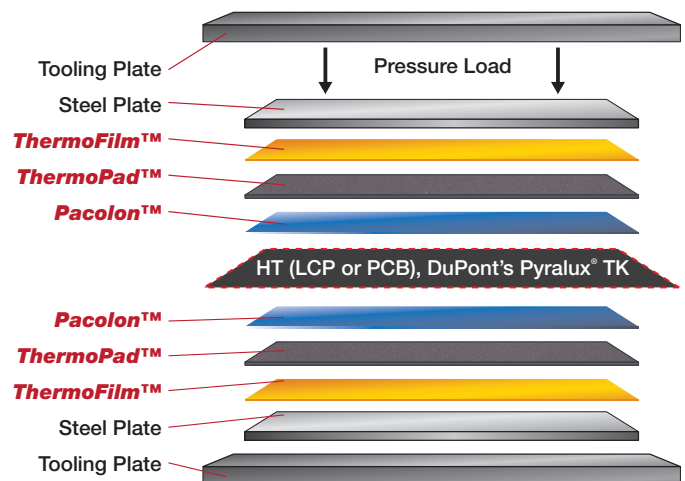 Tooling Plate
Pressure Load
Steel Plate
ThermoFilm™
ThermoPad™
Pacolon™
HT (LCP or PCB), DuPont's Pyralux® TK
Pacolon™
ThermoPad™
ThermoFilm™
Steel Plate
Tooling Plate